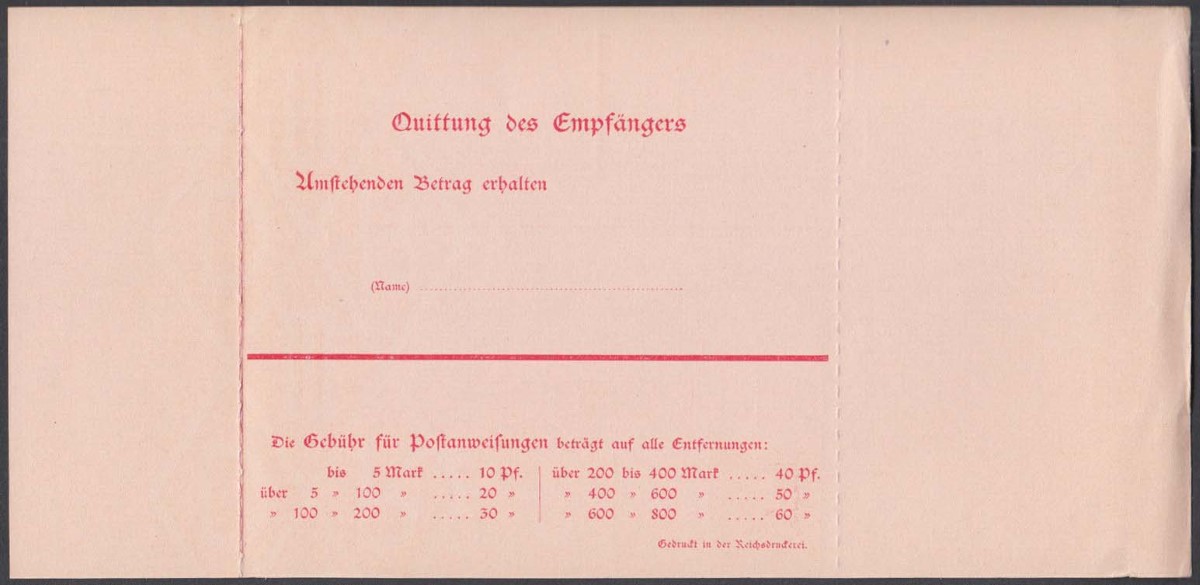 Quittung des Empfängers
Umstehenden Betrag erhalten
(Name) ......................................................
Die Gebühr für Postanweisungen beträgt auf alle Entfernungen:
bis 5 Mark ..... 10 Pf. über 200 bis 400 Mark ..... 40 Pf.
über 5 » 100 » ..... 20 » » 400 » 600 » ..... 50 »
» 100 » 200 » ..... 30 » » 600 » 800 » ..... 60 »
Gedruckt in der Reichsdruckerei.